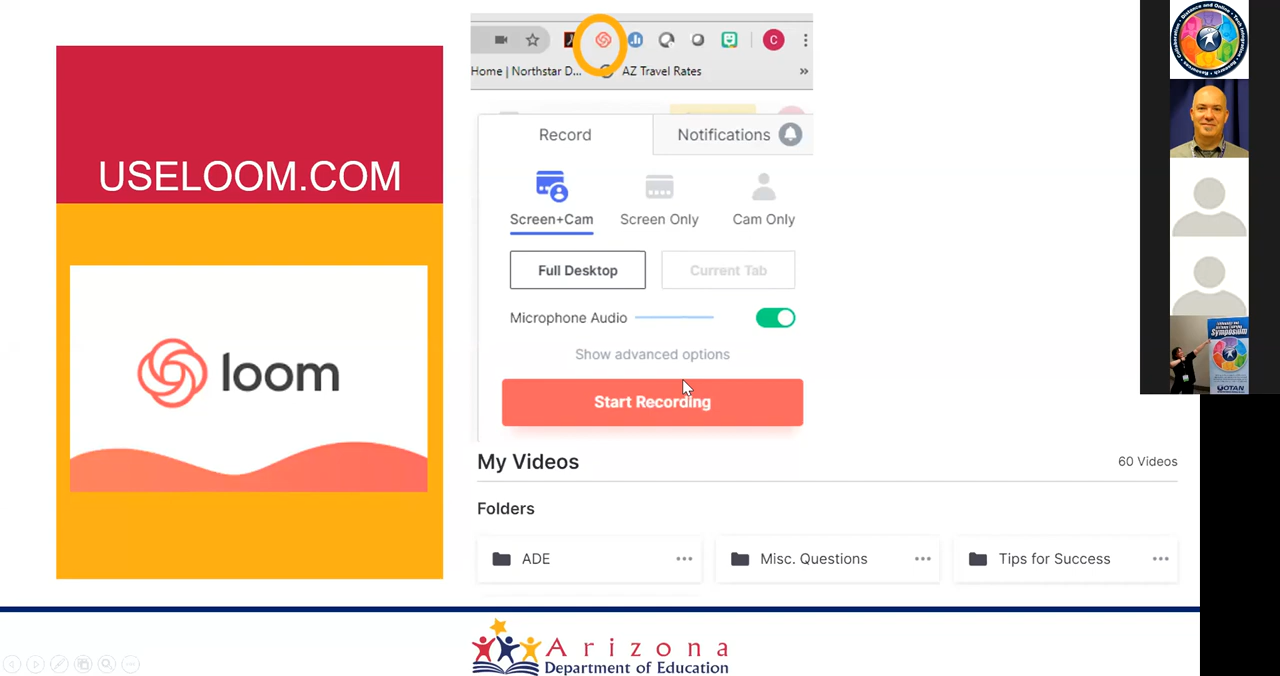 USELOOM.COM
loom
C
Home | Northstar D...
AZ Travel Rates
»
Record
Notifications
Screen+Cam
Screen Only
Cam Only
Full Desktop
Current Tab
Microphone Audio
Show advanced options
Start Recording
My Videos
60 Videos
Folders
ADE
Misc. Questions
Tips for Success
Arizona
Department of Education
Symposium
OTAN